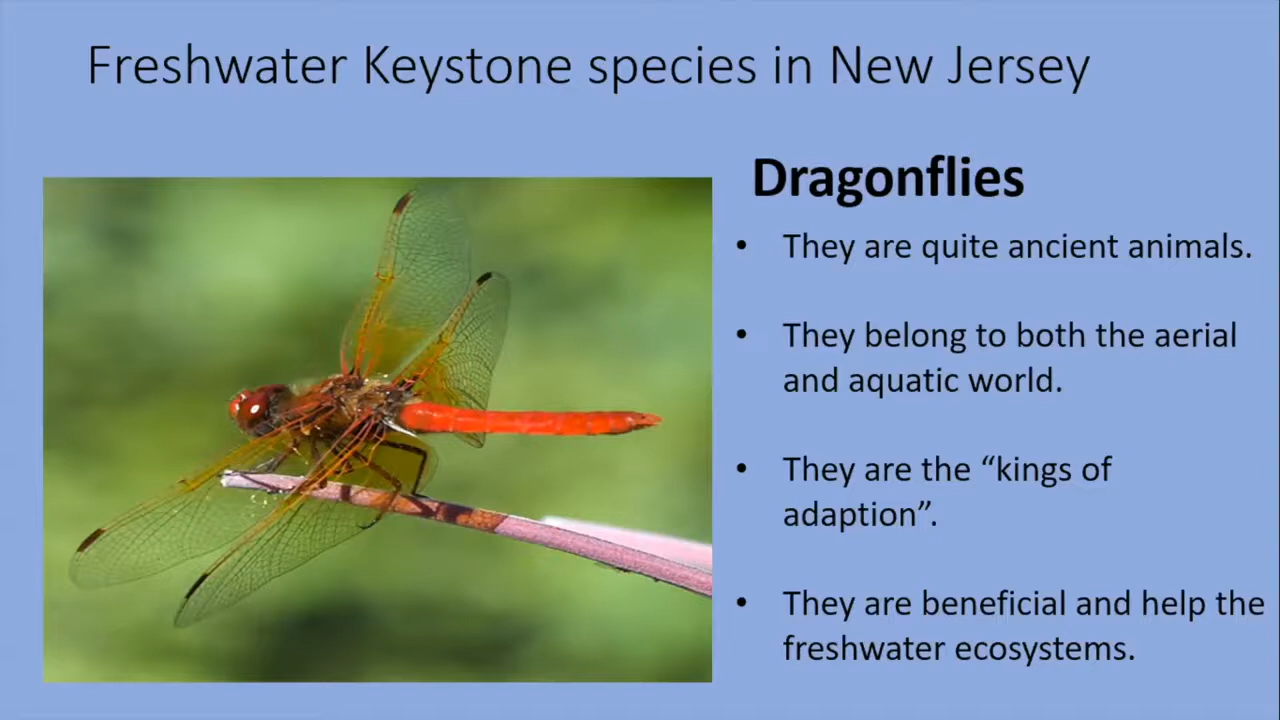 Freshwater Keystone species in New Jersey
Dragonflies
• They are quite ancient animals.
• They belong to both the aerial
and aquatic world.
• They are the “kings of
adaption”.
• They are beneficial and help the
freshwater ecosystems.